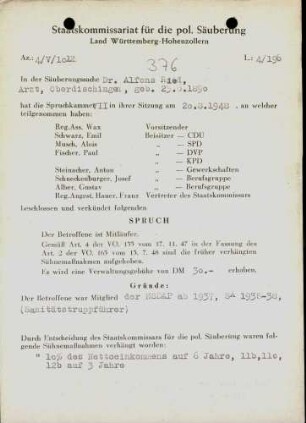 Staatskommissariat für die pol. Säuberung
Land Württemberg-Hohenzollern
Az.: 4/V/ L: 4/196
376
In der Säuberungssache Dr. Alfons Ried,
Arzt, Oberdischingen, geb. 1890
hat die Spruchkammer VII in ihrer Sitzung am 20.8.1948, an welcher
teilgenommen haben:
Reg.Ass. Wax Vorsitzender
Schwarz, Emil Beisitzer — CDU
Musch, Alois — SPD
Fischer, Paul — DVP
— KPD
Steinacher, Anton — Gewerkschaften
Schneckenburger, Josef — Berufsgruppe
Alber, Gustav — Berufsgruppe
Reg.Angest. Hauer, Franz Vertreter des Staatskommissars
beschlossen und verkündet folgenden
SPRUCH
Der Betroffene ist Mitläufer.
Gemäß Art. 4 der VO. 133 vom 17. 11. 47 in der Fassung des
Art. 2 der VO. 165 vom 13. 7. 48 sind die früher verhängten
Sühnemaßnahmen aufgehoben.
Es wird eine Verwaltungsgebühr von DM 30.— erhoben.
Gründe:
Der Betroffene war Mitglied der NSDAP ab 1937, SA 1936-38,
(Sanitätstruppführer)
Durch Entscheidung des Staatskommissars für die pol. Säuberung waren fol-
gende Sühnemaßnahmen verhängt worden:
" 10% des Nettoeinkommens auf 6 Jahre, 11b,11c,
12b auf 3 Jahre